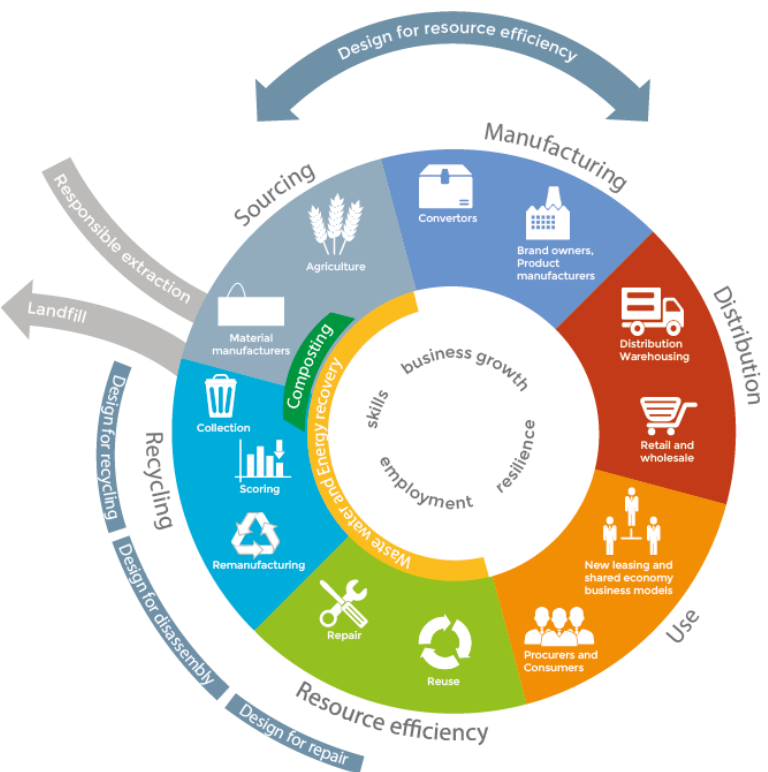 Design for resource efficiency
Manufacturing
Sourcing
Convertors
Brand owners,
Product
manufacturers
Agriculture
Material
manufacturers
Responsible extraction
Landfill
Distribution
Distribution
Warehousing
Retail and
wholesale
Composting
Waste water and Energy recovery
business growth
skills
resilience
employment
Recycling
Collection
Scoring
Remanufacturing
Design for recycling
Design for disassembly
Design for repair
New leasing and
shared economy
business models
Procurers and
Consumers
Use
Repair
Reuse
Resource efficiency